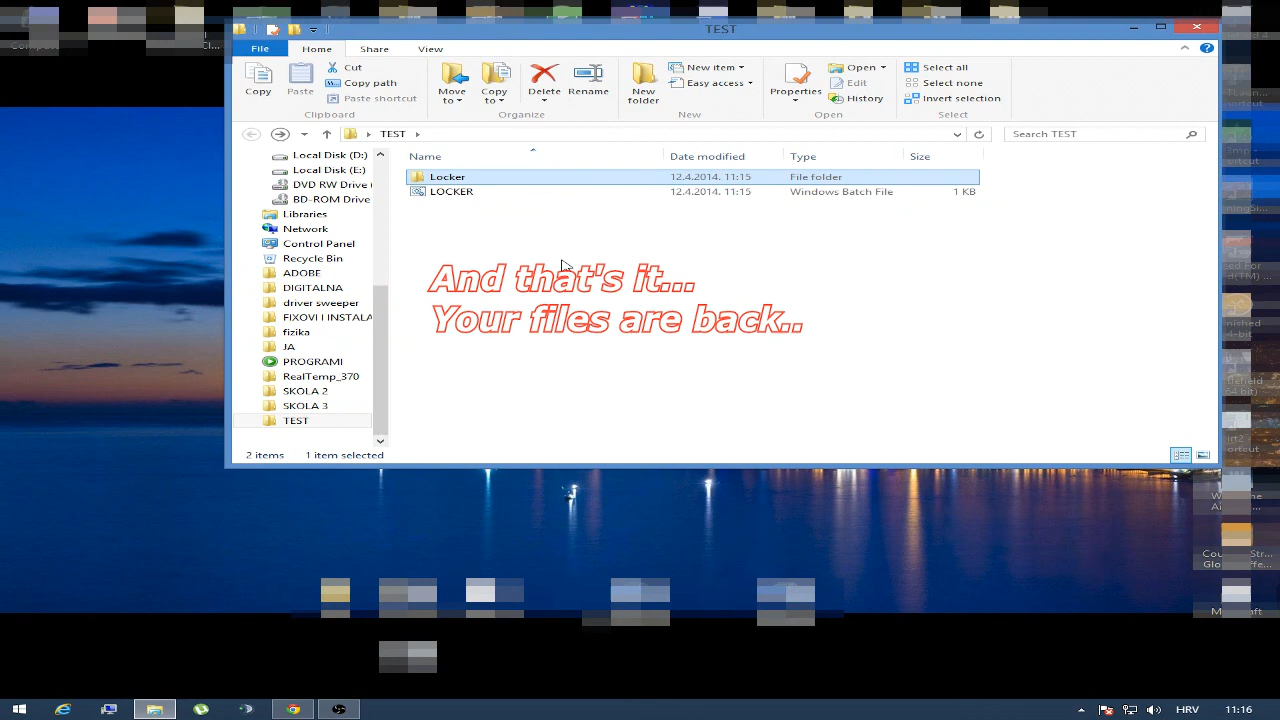 TEST
File Home Share View
Copy
Paste
Cut
Copy path
Paste shortcut
Clipboard
Move to
Copy to
Delete
Rename
Organize
New folder
New item
Easy access
New
Properties
Open
Edit
History
Open
Select all
Select none
Invert selection
Select
TEST
Search TEST
Name Date modified Type Size
Locker 12.4.2014. 11:15 File folder
LOCKER 12.4.2014. 11:15 Windows Batch File 1 KB
Local Disk (D:)
Local Disk (E:)
DVD RW Drive (
BD-ROM Drive
Libraries
Network
Control Panel
Recycle Bin
ADOBE
DIGITALNA
driver sweeper
FIXOVI I INSTALA
fizika
JA
PROGRAMI
RealTemp_370
SKOLA 2
SKOLA 3
TEST
And that's it...
Your files are back..
2 items 1 item selected
HRV 11:16